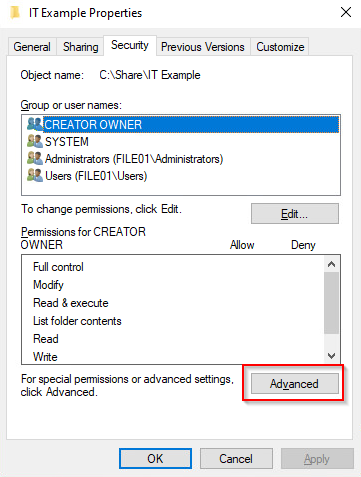 IT Example Properties
General Sharing Security Previous Versions Customize
Object name: C:\Share\IT Example
Group or user names:
CREATOR OWNER
SYSTEM
Administrators (FILE01\Administrators)
Users (FILE01\Users)
To change permissions, click Edit.
Edit...
Permissions for CREATOR
OWNER Allow Deny
Full control
Modify
Read & execute
List folder contents
Read
Write
For special permissions or advanced settings,
click Advanced.
Advanced
OK Cancel Apply